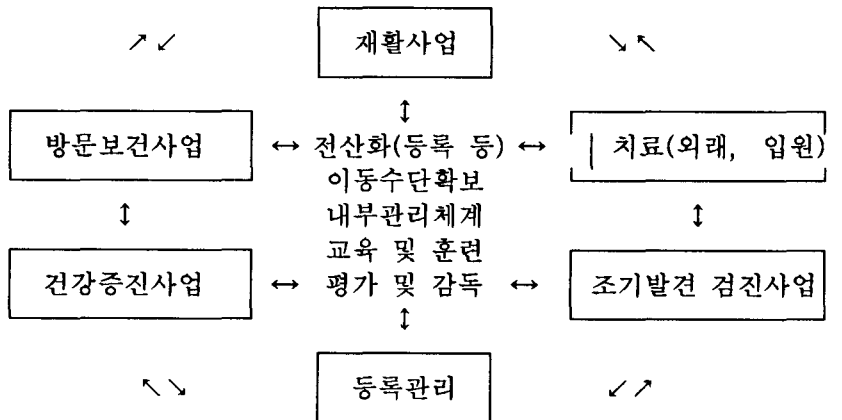 ↗↙ 재활사업 ↘↖
↕
방문보건사업 ↔ 전산화(등록 등) ↔ 치료(외래, 입원)
이동수단확보
↕ 내부관리체계 ↕
교육 및 훈련
건강증진사업 ↔ 평가 및 감독 ↔ 조기발견 검진사업
↕
↖↘ 등록관리 ↙↗